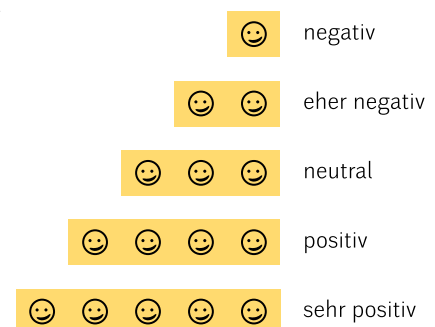 negativ
eher negativ
neutral
positiv
sehr positiv